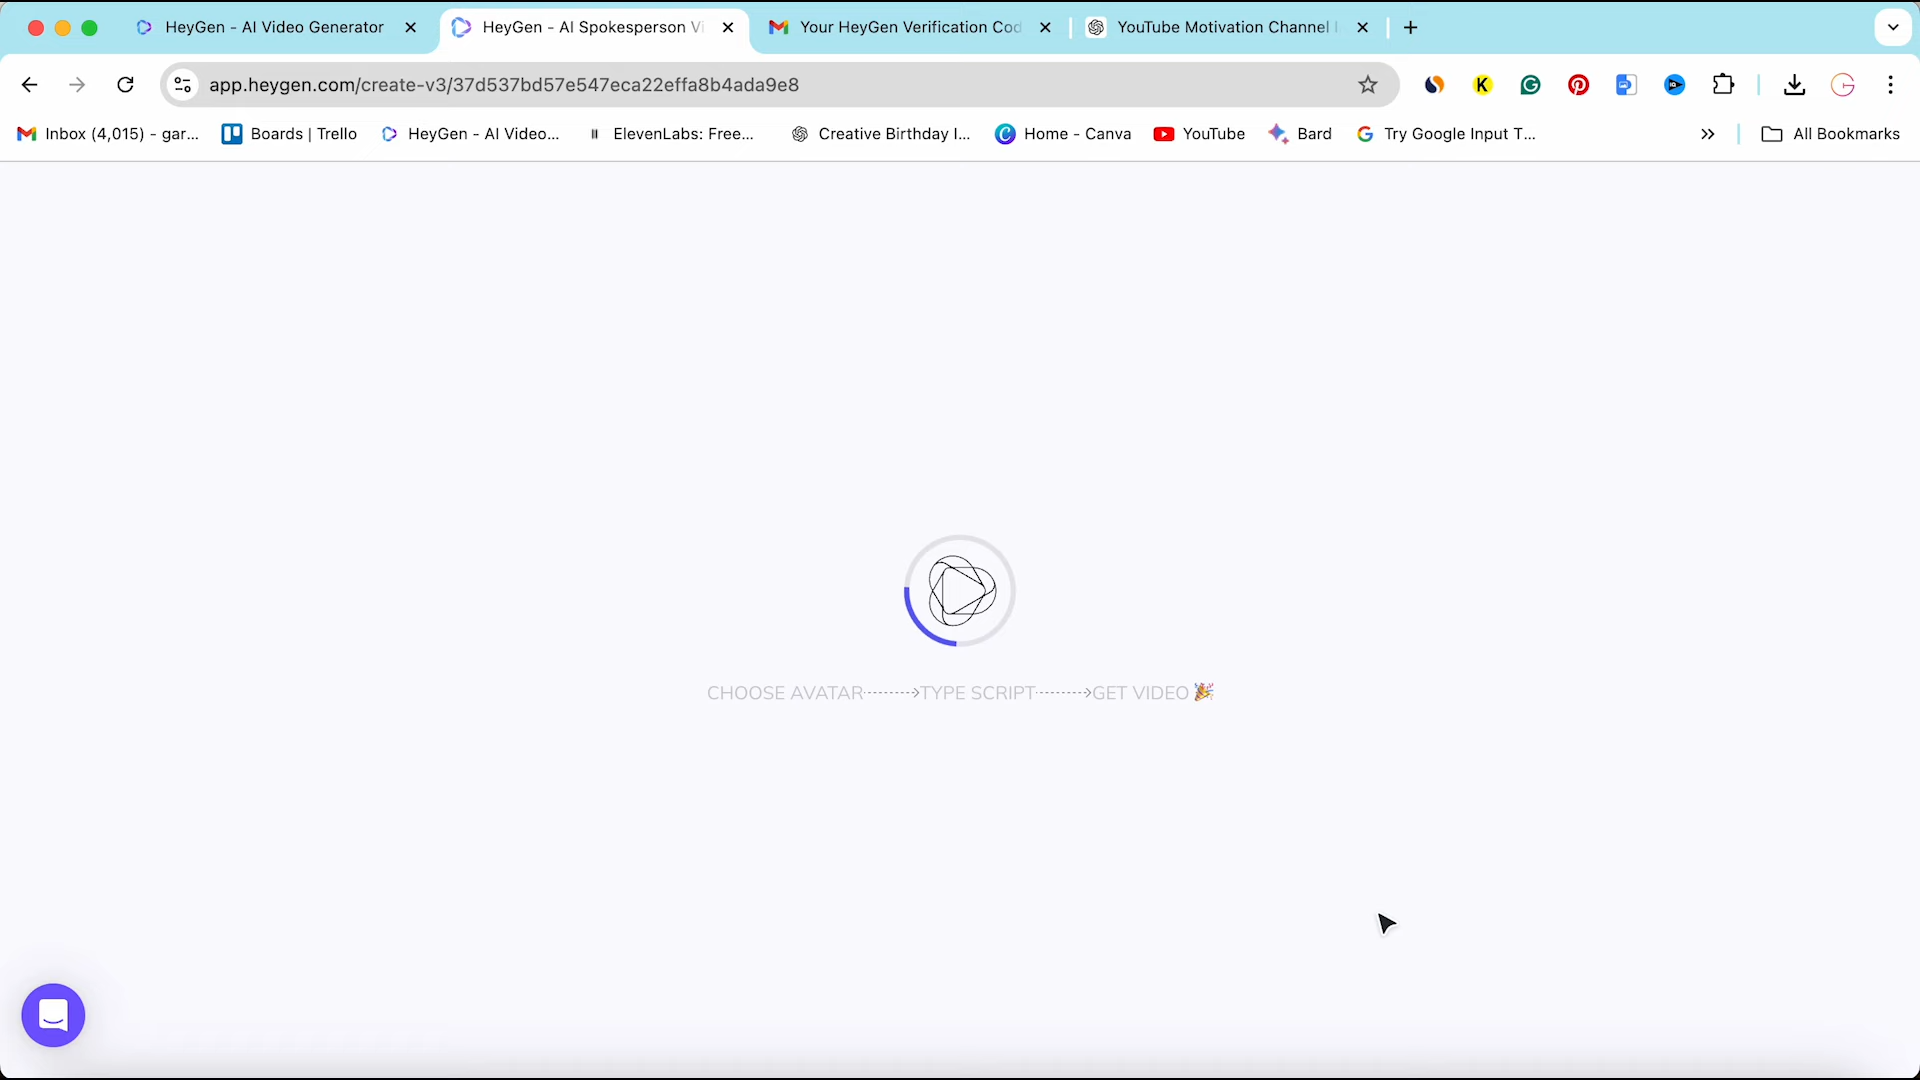 HeyGen - AI Video Generator
HeyGen - AI Spokesperson Vi
Your HeyGen Verification Cod
YouTube Motivation Channel I
app.heygen.com/create-v3/37d537bd57e547eca22effa8b4ada9e8
Inbox (4,015) - gar...
Boards | Trello
HeyGen - AI Video...
ElevenLabs: Free...
Creative Birthday I...
Home - Canva
YouTube
Bard
Try Google Input T...
All Bookmarks
CHOOSE AVATAR
TYPE SCRIPT
GET VIDEO 🎉